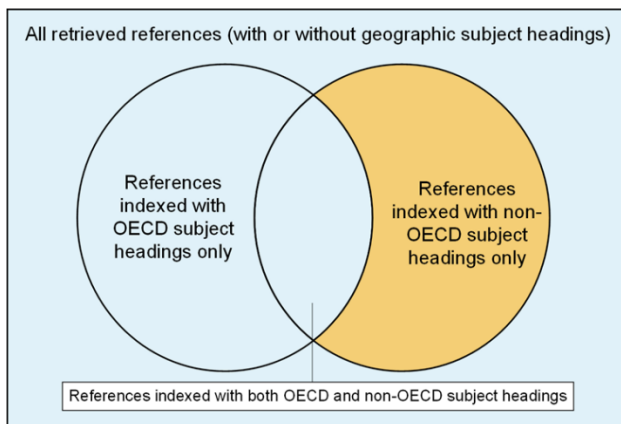 All retrieved references (with or without geographic subject headings)
References
indexed with
OECD subject
headings only
References
indexed with non-
OECD subject
headings only
References indexed with both OECD and non-OECD subject headings